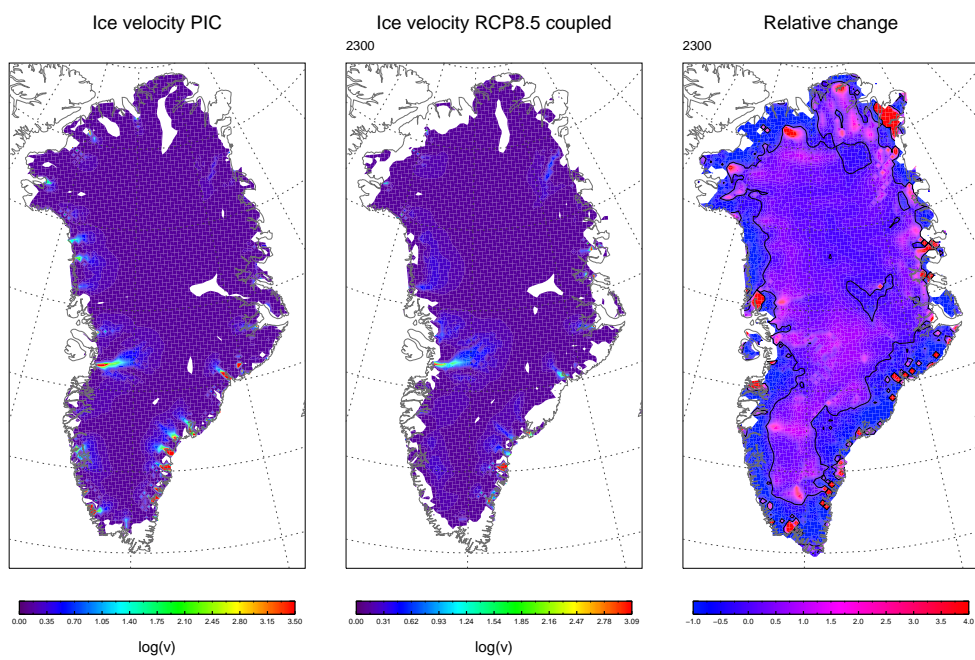 Ice velocity PIC
Ice velocity RCP8.5 coupled
Relative change
2300
2300
0.00 0.35 0.70 1.05 1.40 1.75 2.10 2.45 2.80 3.15 3.50
0.00 0.31 0.62 0.93 1.24 1.54 1.85 2.16 2.47 2.78 3.09
−1.0 −0.5 0.0 0.5 1.0 1.5 2.0 2.5 3.0 3.5 4.0
log(v)
log(v)